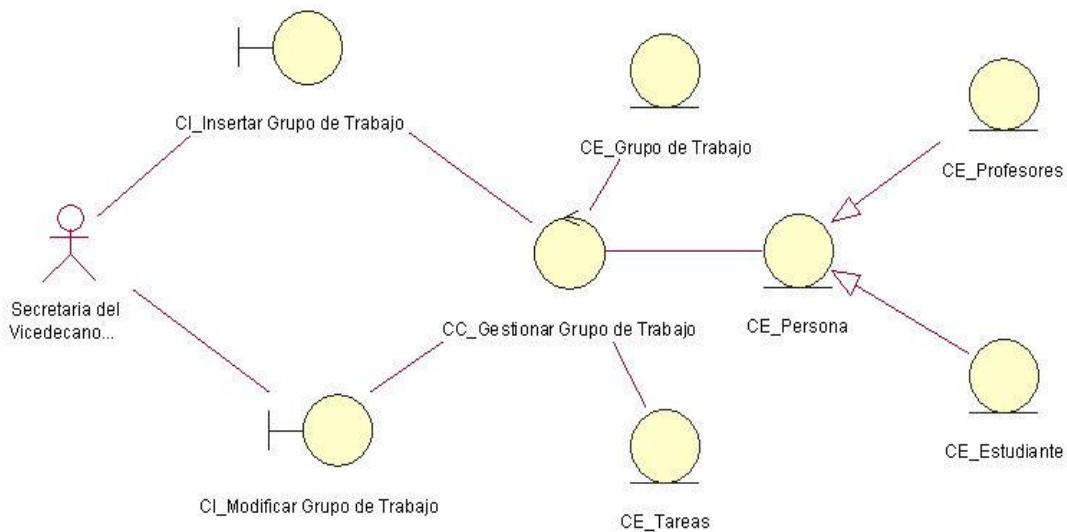 CI_Insertar Grupo de Trabajo
CE_Grupo de Trabajo
CE_Profesores
Secretaria del
Vicedecano...
CC_Gestionar Grupo de Trabajo
CE_Persona
CE_Estudiante
CI_Modificar Grupo de Trabajo
CE_Tareas